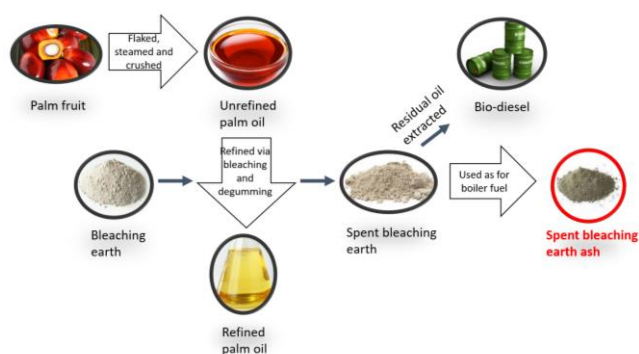 Flaked,
steamed and
crushed
Palm fruit
Unrefined
palm oil
Residual oil
extracted
Bio-diesel
Refined via
bleaching
and
degumming
Used as for
boiler fuel
Bleaching
earth
Spent bleaching
earth
Spent bleaching
earth ash
Refined
palm oil